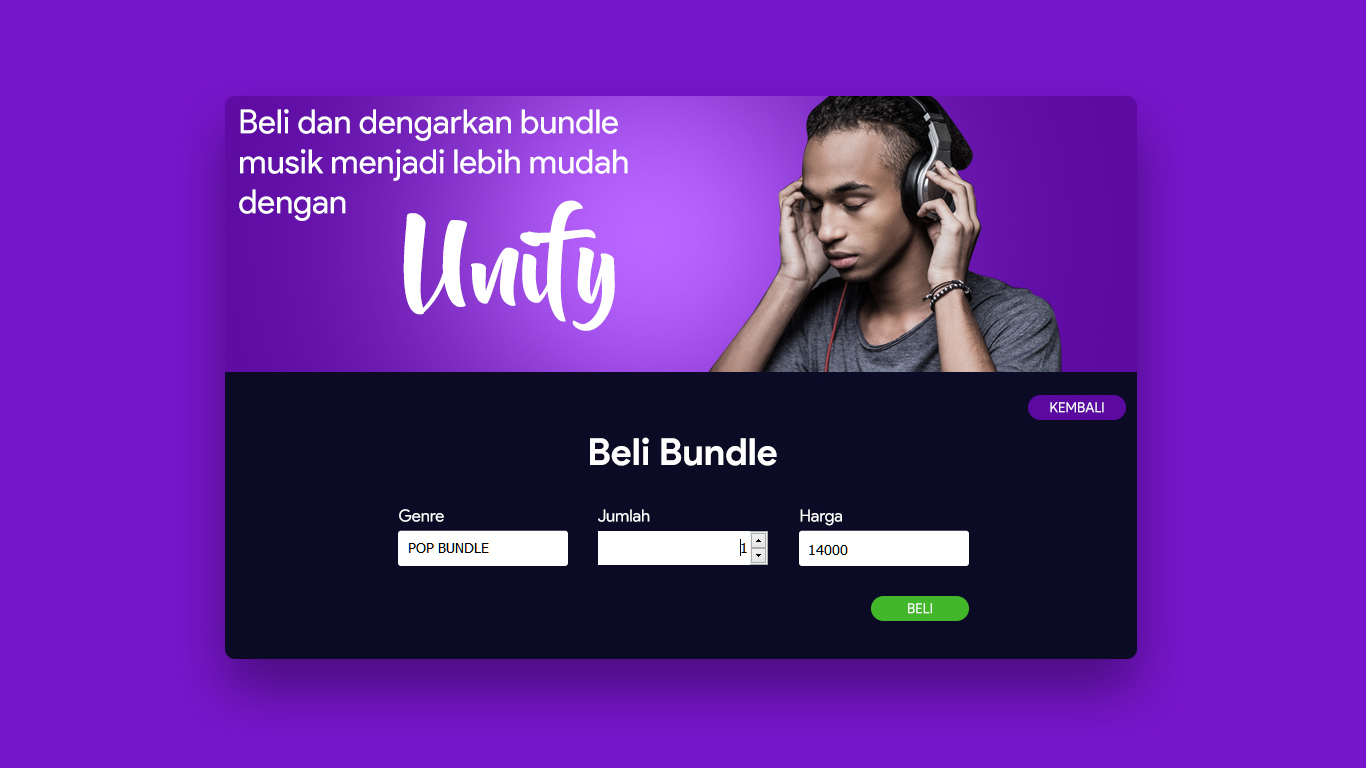 Beli dan dengarkan bundle
musik menjadi lebih mudah
dengan
Unify
KEMBALI
Beli Bundle
Genre Jumlah Harga
POP BUNDLE 1 14000
BELI